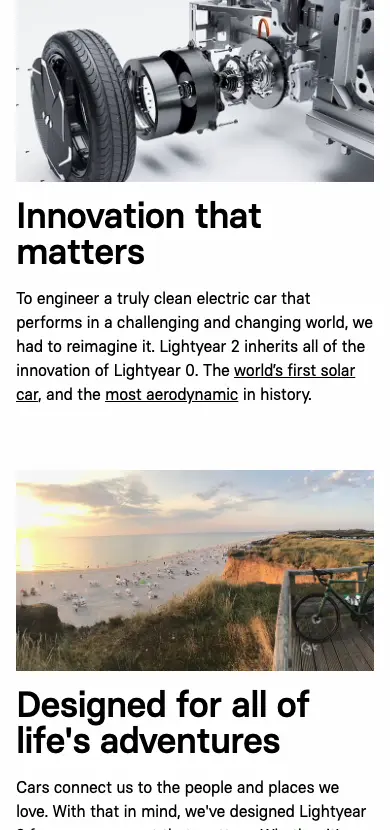 Innovation that
matters
To engineer a truly clean electric car that
performs in a challenging and changing world, we
had to reimagine it. Lightyear 2 inherits all of the
innovation of Lightyear 0. The world’s first solar
car, and the most aerodynamic in history.
Designed for all of
life's adventures
Cars connect us to the people and places we
love. With that in mind, we've designed Lightyear